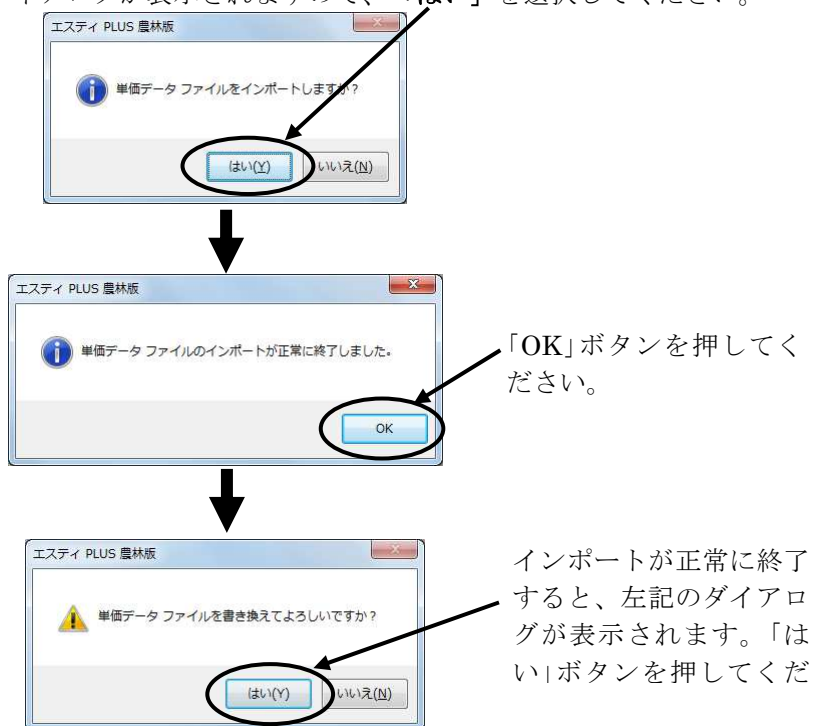 イアログが表示されますので、「はい」を選択してください。
エスティ PLUS 農林版
単価データ ファイルをインポートしますか？
はい(Y) いいえ(N)
エスティ PLUS 農林版
単価データ ファイルのインポートが正常に終了しました。
OK
「OK」ボタンを押してく
ださい。
エスティ PLUS 農林版
単価データ ファイルを書き換えてよろしいですか？
はい(Y) いいえ(N)
インポートが正常に終了
すると、左記のダイアロ
グが表示されます。「は
い」ボタンを押してくだ